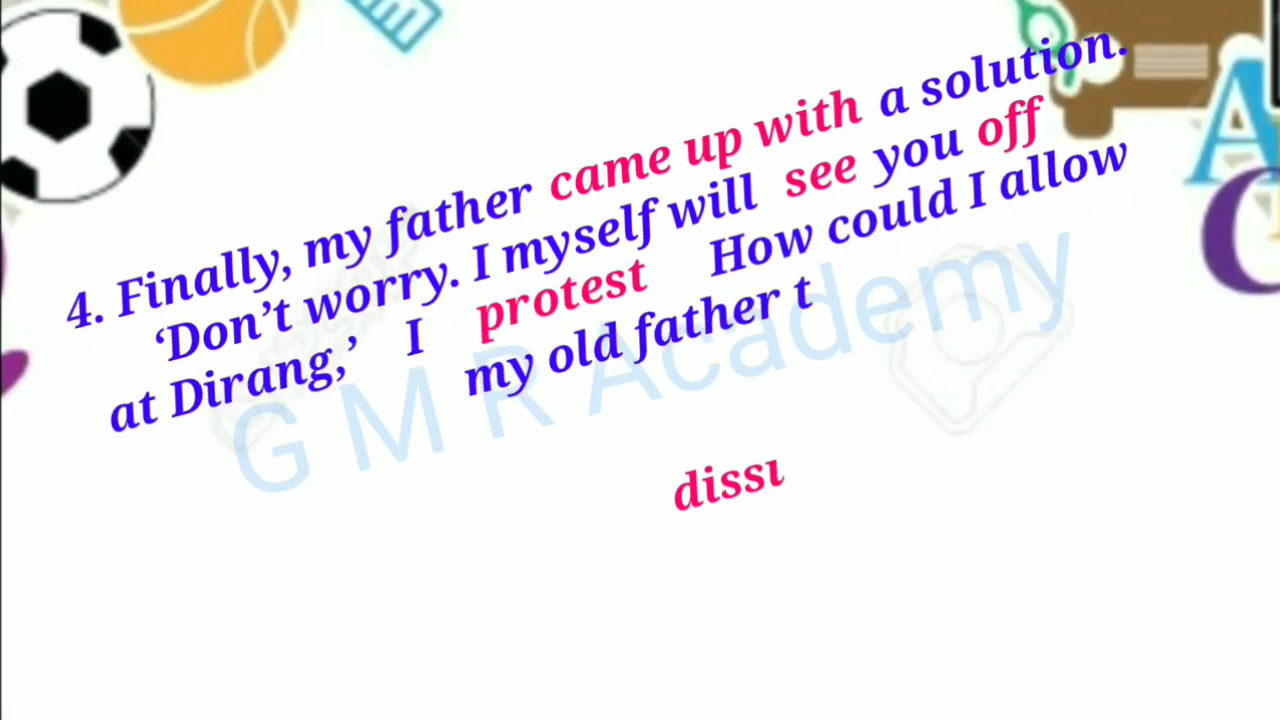 4. Finally, my father came up with a solution.
‘Don’t worry. I myself will see you off
at Dirang,’ I protest How could I allow
my old father t
dissu
G M R Academy
A
C